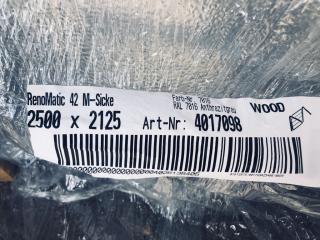 RenoMatic 42 M-Sicke
Farb-Nr. 7016
RAL 7016 Anthrazitgrau
WOOD
2500 x 2125 Art-Nr: 4017098